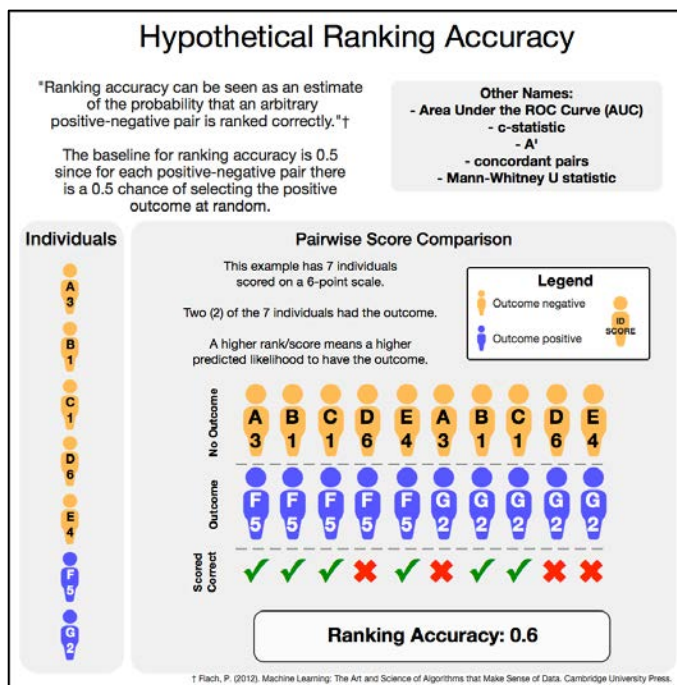 Hypothetical Ranking Accuracy
"Ranking accuracy can be seen as an estimate
of the probability that an arbitrary
positive-negative pair is ranked correctly."†
The baseline for ranking accuracy is 0.5
since for each positive-negative pair there
is a 0.5 chance of selecting the positive
outcome at random.
Other Names:
- Area Under the ROC Curve (AUC)
- c-statistic
- A'
- concordant pairs
- Mann-Whitney U statistic
Individuals
A
3
B
1
C
1
D
6
E
4
F
5
G
2
Pairwise Score Comparison
This example has 7 individuals
scored on a 6-point scale.
Two (2) of the 7 individuals had the outcome.
A higher rank/score means a higher
predicted likelihood to have the outcome.
Legend
Outcome negative
Outcome positive
ID
SCORE
No Outcome
A B C D E A B C D E
3 1 1 6 4 3 1 1 6 4
Outcome
F F F F F G G G G G
5 5 5 5 5 2 2 2 2 2
Scored
Correct
Ranking Accuracy: 0.6
† Flach, P. (2012). Machine Learning: The Art and Science of Algorithms that Make Sense of Data. Cambridge University Press.